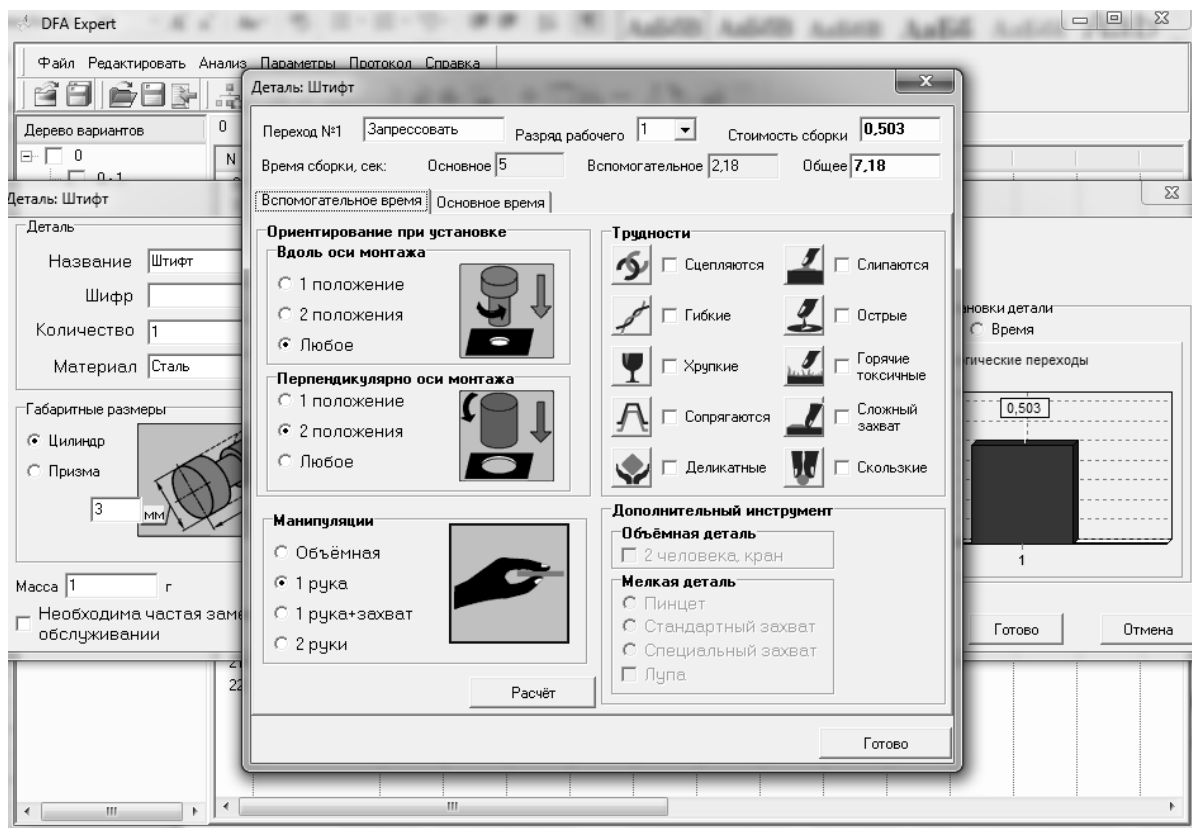 DFA Expert
Файл Редактировать Анализ Параметры Протокол Справка
Дерево вариантов
0
0
N
Деталь: Штифт
Деталь
Название Штифт
Шифр
Количество 1
Материал Сталь
Габаритные размеры
Цилиндр
Призма
3 мм
Масса 1 г
Необходима частая заме
обслуживании
22
Деталь: Штифт
Переход №1 Запрессовать Разряд рабочего 1 Стоимость сборки 0,503
Время сборки, сек: Основное 5 Вспомогательное 2,18 Общее 7,18
Вспомогательное время Основное время
Ориентирование при установке
Вдоль оси монтажа
1 положение
2 положения
Любое
Перпендикулярно оси монтажа
1 положение
2 положения
Любое
Манипуляции
Объёмная
1 рука
1 рука+захват
2 руки
Расчёт
Трудности
Сцепляются Слипаются
Гибкие Острые
Хрупкие Горячие
токсичные
Сопрягаются Сложный
захват
Деликатные Скользкие
Дополнительный инструмент
Объёмная деталь
2 человека, кран
Мелкая деталь
Пинцет
Стандартный захват
Специальный захват
Лупа
Готово
новки детали
Время
гические переходы
0,503
1
Готово Отмена